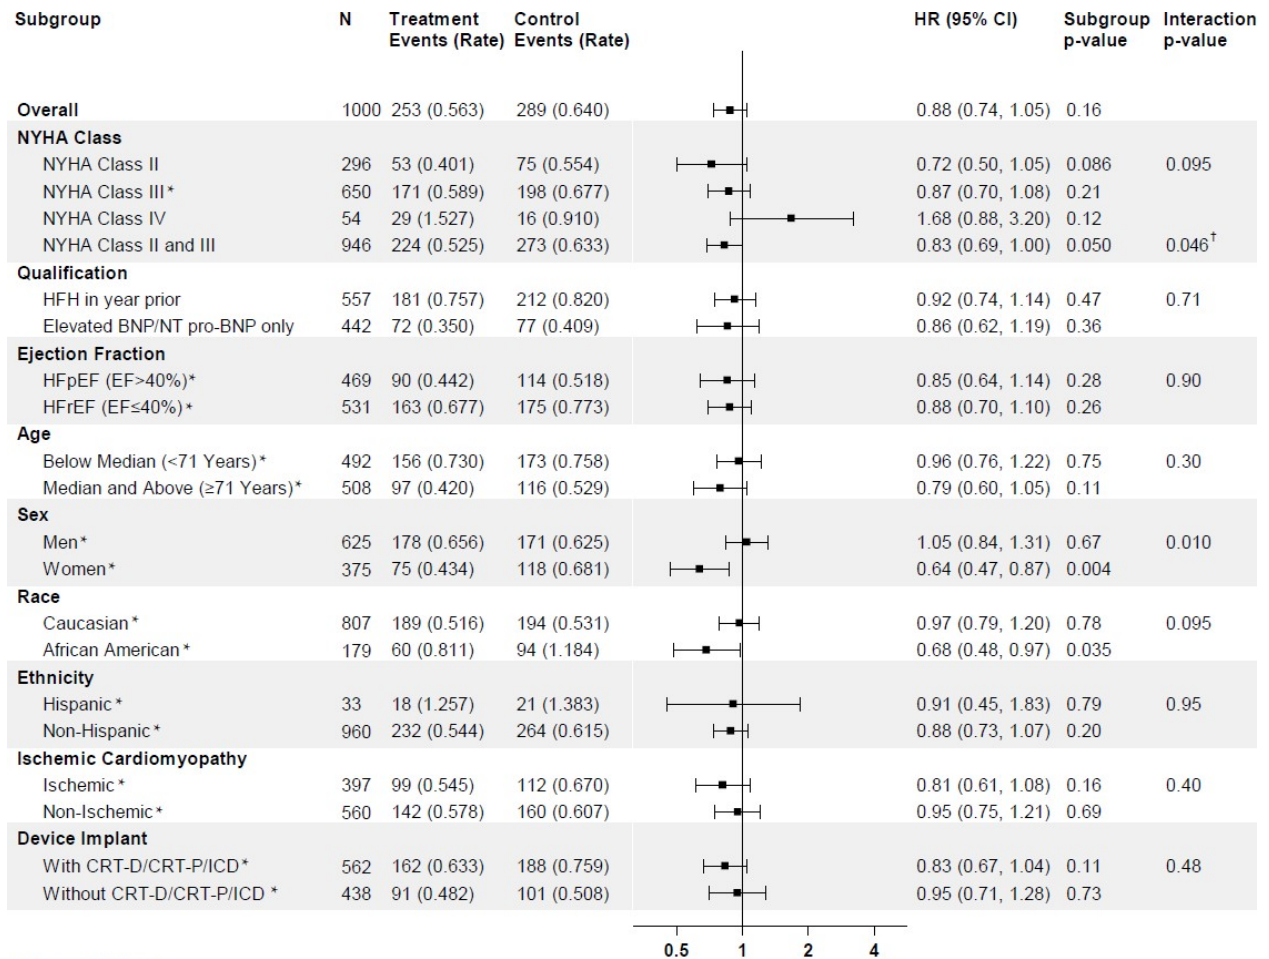 Subgroup N Treatment Control HR (95% CI) Subgroup Interaction
Events (Rate) Events (Rate) p-value p-value
Overall 1000 253 (0.563) 289 (0.640) 0.88 (0.74, 1.05) 0.16
NYHA Class
NYHA Class II 296 53 (0.401) 75 (0.554) 0.72 (0.50, 1.05) 0.086 0.095
NYHA Class III* 650 171 (0.589) 198 (0.677) 0.87 (0.70, 1.08) 0.21
NYHA Class IV 54 29 (1.527) 16 (0.910) 1.68 (0.88, 3.20) 0.12
NYHA Class II and III 946 224 (0.525) 273 (0.633) 0.83 (0.69, 1.00) 0.050 0.046†
Qualification
HFH in year prior 557 181 (0.757) 212 (0.820) 0.92 (0.74, 1.14) 0.47 0.71
Elevated BNP/NT pro-BNP only 442 72 (0.350) 77 (0.409) 0.86 (0.62, 1.19) 0.36
Ejection Fraction
HFpEF (EF>40%)* 469 90 (0.442) 114 (0.518) 0.85 (0.64, 1.14) 0.28 0.90
HFrEF (EF≤40%)* 531 163 (0.677) 175 (0.773) 0.88 (0.70, 1.10) 0.26
Age
Below Median (<71 Years)* 492 156 (0.730) 173 (0.758) 0.96 (0.76, 1.22) 0.75 0.30
Median and Above (≥71 Years)* 508 97 (0.420) 116 (0.529) 0.79 (0.60, 1.05) 0.11
Sex
Men* 625 178 (0.656) 171 (0.625) 1.05 (0.84, 1.31) 0.67 0.010
Women* 375 75 (0.434) 118 (0.681) 0.64 (0.47, 0.87) 0.004
Race
Caucasian* 807 189 (0.516) 194 (0.531) 0.97 (0.79, 1.20) 0.78 0.095
African American* 179 60 (0.811) 94 (1.184) 0.68 (0.48, 0.97) 0.035
Ethnicity
Hispanic* 33 18 (1.257) 21 (1.383) 0.91 (0.45, 1.83) 0.79 0.95
Non-Hispanic* 960 232 (0.544) 264 (0.615) 0.88 (0.73, 1.07) 0.20
Ischemic Cardiomyopathy
Ischemic* 397 99 (0.545) 112 (0.670) 0.81 (0.61, 1.08) 0.16 0.40
Non-Ischemic* 560 142 (0.578) 160 (0.607) 0.95 (0.75, 1.21) 0.69
Device Implant
With CRT-D/CRT-P/ICD* 562 162 (0.633) 188 (0.759) 0.83 (0.67, 1.04) 0.11 0.48
Without CRT-D/CRT-P/ICD * 438 91 (0.482) 101 (0.508) 0.95 (0.71, 1.28) 0.73
0.5 1 2 4